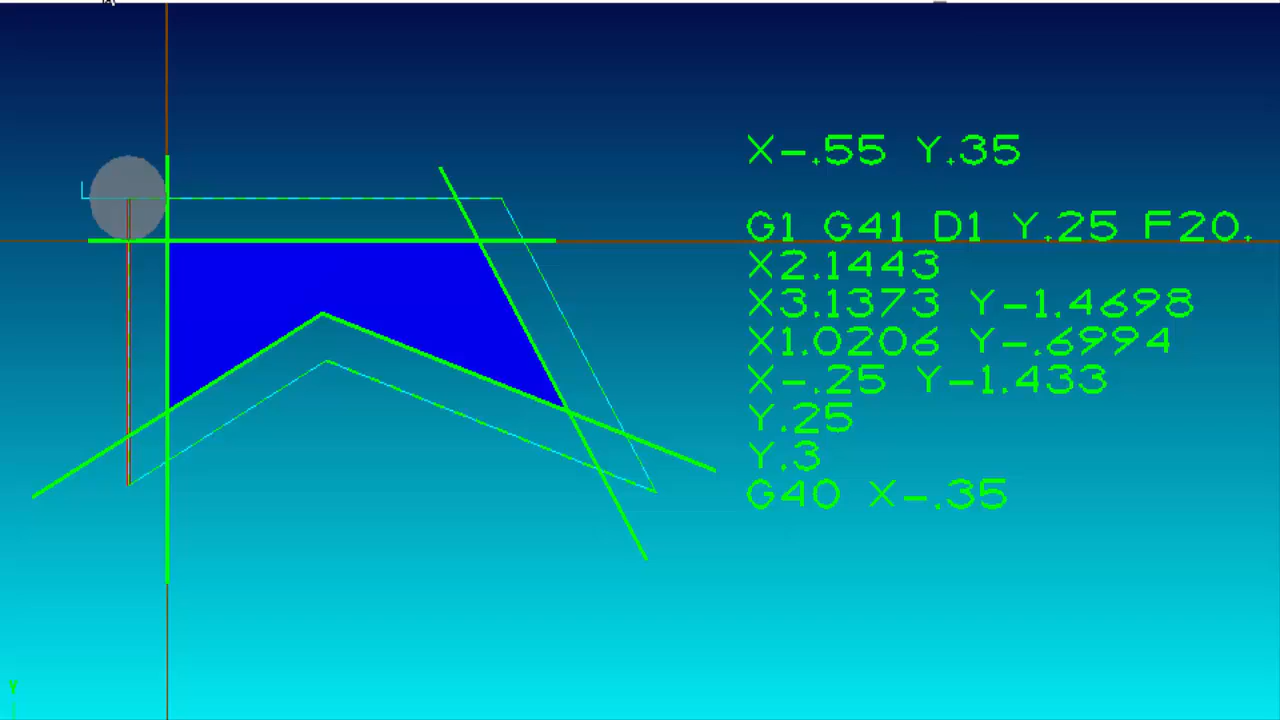 X-.55 Y.35
G1 G41 D1 Y.25 F20.
X2.1443
X3.1373 Y-1.4698
X1.0206 Y-.6994
X-.25 Y-1.433
Y.25
Y.3
G40 X-.35
Y